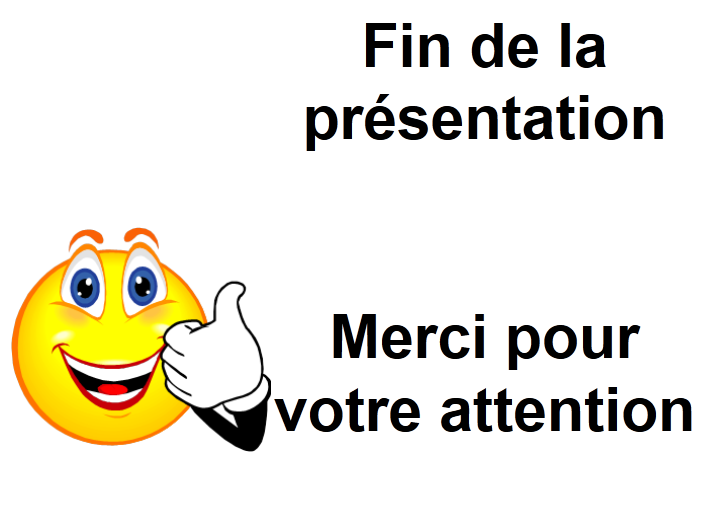 Fin de la
présentation
Merci pour
votre attention